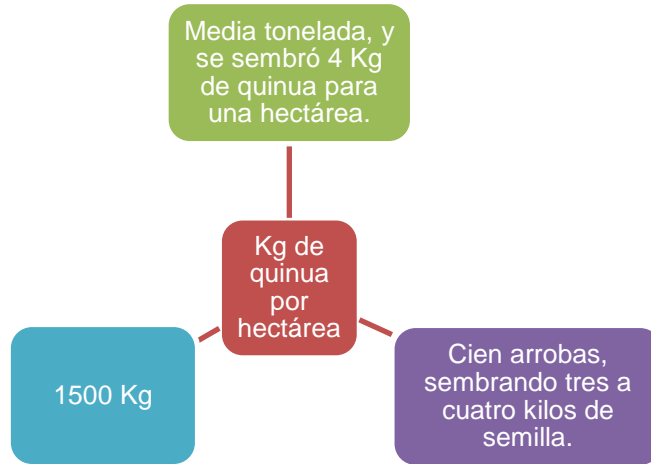 Media tonelada, y
se sembró 4 Kg
de quinua para
una hectárea.
Kg de
quinua
por
hectárea
1500 Kg
Cien arrobas,
sembrando tres a
cuatro kilos de
semilla.